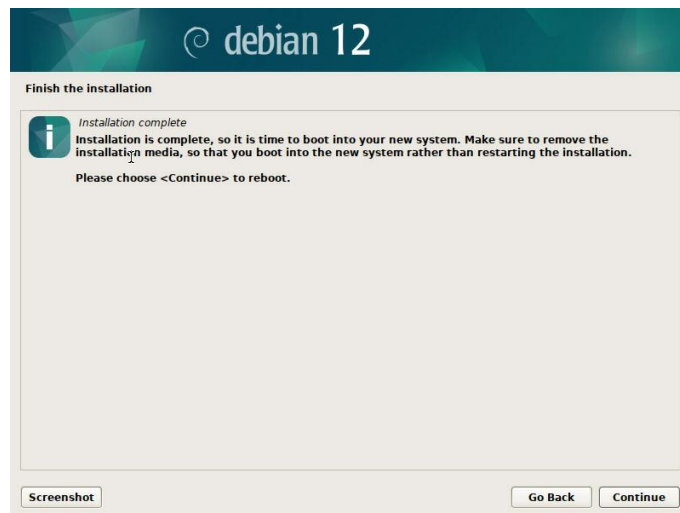 debian 12
Finish the installation
Installation complete
Installation is complete, so it is time to boot into your new system. Make sure to remove the
installation media, so that you boot into the new system rather than restarting the installation.
Please choose <Continue> to reboot.
Screenshot
Go Back
Continue